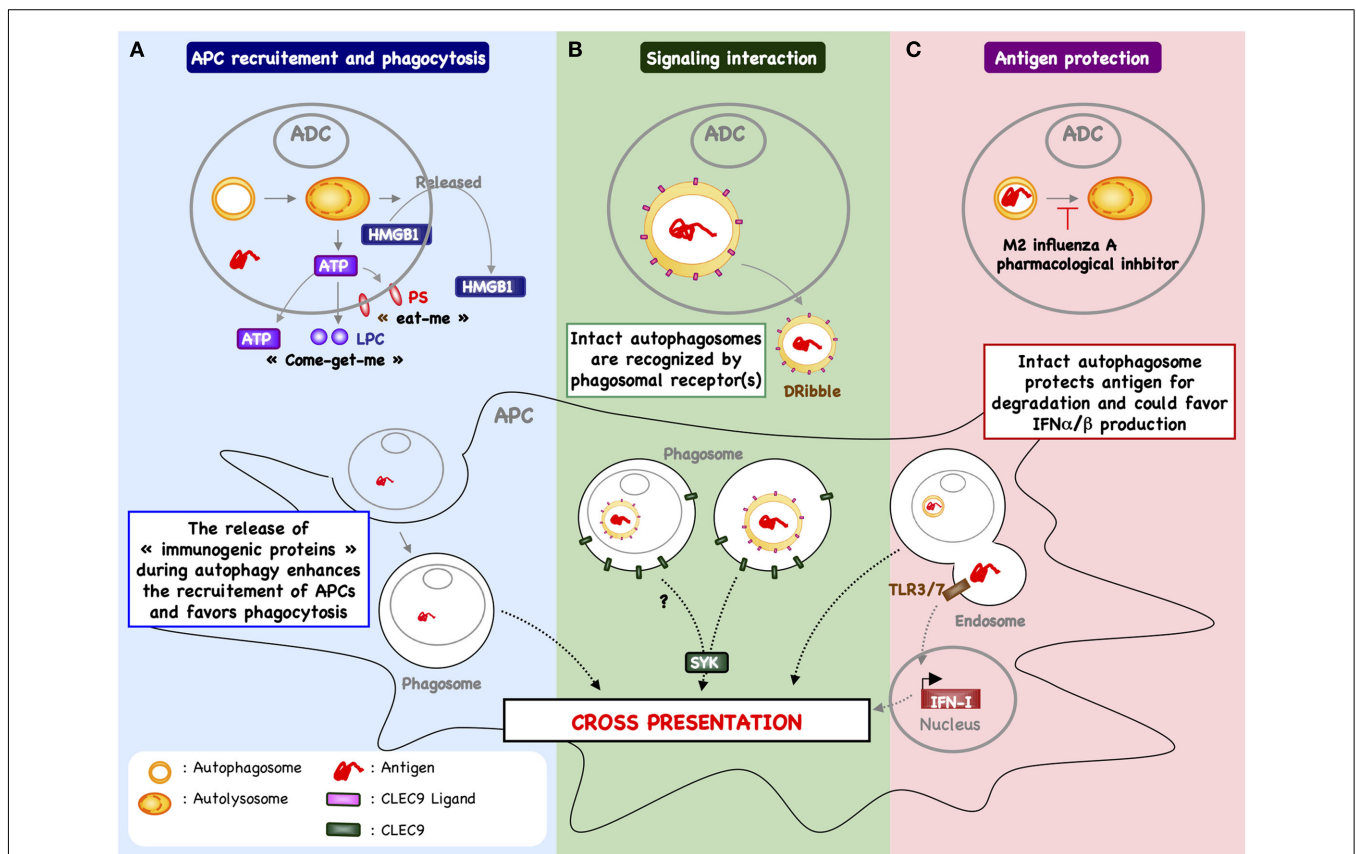 A
APC recruitement and phagocytosis
ADC
Released
HMGB1
ATP
HMGB1
PS
« eat-me »
ATP
LPC
« Come-get-me »
APC
The release of
« immunogenic proteins »
during autophagy enhances
the recruitement of APCs
and favors phagocytosis
Phagosome
B
Signaling interaction
ADC
Intact autophagosomes
are recognized by
phagosomal receptor(s)
DRibble
Phagosome
?
SYK
CROSS PRESENTATION
C
Antigen protection
ADC
M2 influenza A
pharmacological inhbitor
Intact autophagosome
protects antigen for
degradation and could favor
IFNα/β production
TLR3/7
Endosome
IFN-I
Nucleus
: Autophagosome
: Autolysosome
: Antigen
: CLEC9 Ligand
: CLEC9